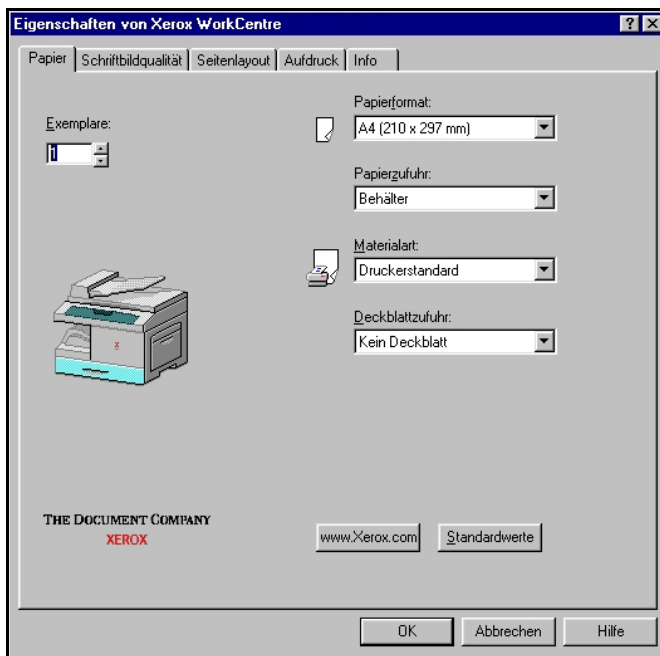 Eigenschaften von Xerox WorkCentre
Papier Schriftbildqualität Seitenlayout Aufdruck Info
Exemplare:
1
Papierformat:
A4 (210 x 297 mm)
Papierzufuhr:
Behälter
Materialart:
Druckerstandard
Deckblattzufuhr:
Kein Deckblatt
X
THE DOCUMENT COMPANY
XEROX
www.Xerox.com Standardwerte
OK Abbrechen Hilfe